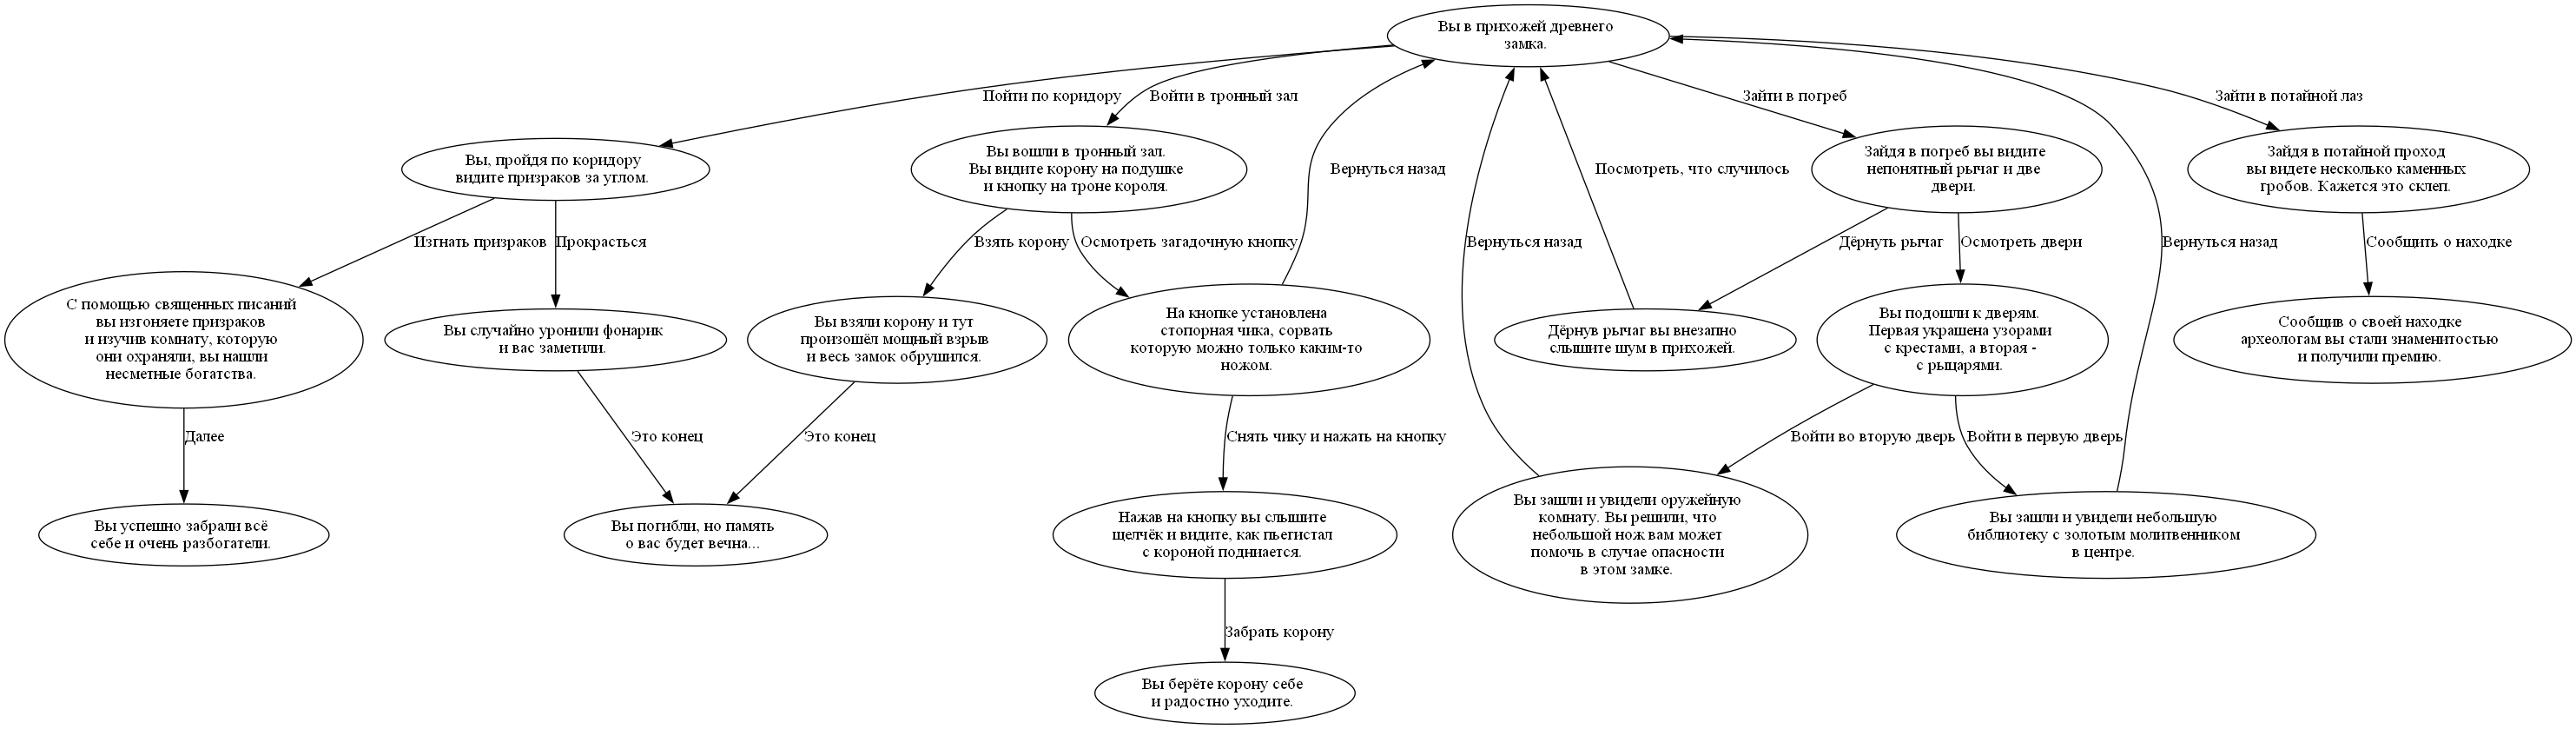 Вы в прихожей древнего
замка.
Пойти по коридору
Войти в тронный зал
Зайти в погреб
Зайти в потайной лаз
Вы, пройдя по коридору
видите призраков за углом.
Вы вошли в тронный зал.
Вы видите корону на подушке
и кнопку на троне короля.
Вернуться назад
Посмотреть, что случилось
Зайдя в погреб вы видите
непонятный рычаг и две
двери.
Зайдя в потайной проход
вы видете несколько каменных
гробов. Кажется это склеп.
Изгнать призраков
Прокрасться
Взять корону
Осмотреть загадочную кнопку
Вернуться назад
Дёрнуть рычаг
Осмотреть двери
Вернуться назад
Сообщить о находке
С помощью священных писаний
вы изгоняете призраков
и изучив комнату, которую
они охраняли, вы нашли
несметные богатства.
Вы случайно уронили фонарик
и вас заметили.
Вы взяли корону и тут
произошёл мощный взрыв
и весь замок обрушился.
На кнопке установлена
стопорная чика, сорвать
которую можно только каким-то
ножом.
Дёрнув рычаг вы внезапно
слышите шум в прихожей.
Вы подошли к дверям.
Первая украшена узорами
с крестами, а вторая -
с рыцарями.
Сообщив о своей находке
археологам вы стали знаменитостью
и получили премию.
Далее
Это конец
Это конец
Снять чику и нажать на кнопку
Войти во вторую дверь
Войти в первую дверь
Вы успешно забрали всё
себе и очень разбогатели.
Вы погибли, но память
о вас будет вечна...
Нажав на кнопку вы слышите
щелчёк и видите, как пьегистал
с короной поднимается.
Вы зашли и увидели оружейную
комнату. Вы решили, что
небольшой нож вам может
помочь в случае опасности
в этом замке.
Вы зашли и увидели небольшую
библиотеку с золотым молитвенником
в центре.
Забрать корону
Вы берёте корону себе
и радостно уходите.